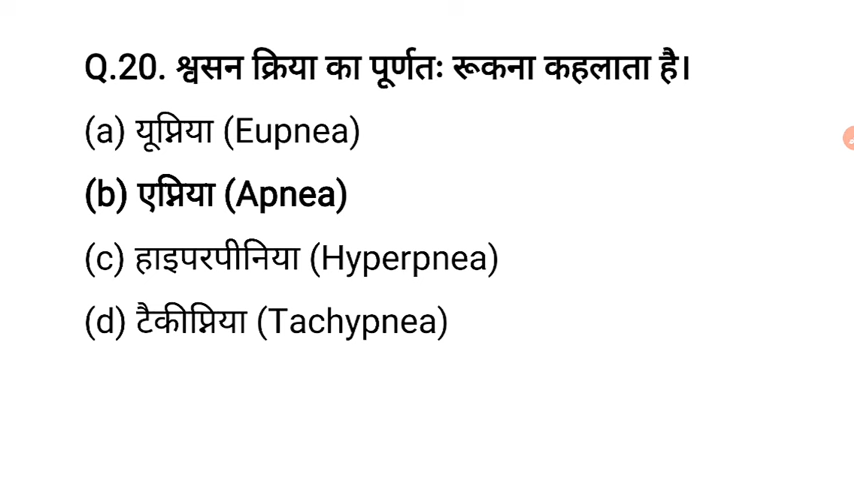 Q.20. श्वसन क्रिया का पूर्णतः रूकना कहलाता है।
(a) यूप्निया (Eupnea)
(b) एप्निया (Apnea)
(c) हाइपरपीनिया (Hyperpnea)
(d) टैकीप्निया (Tachypnea)